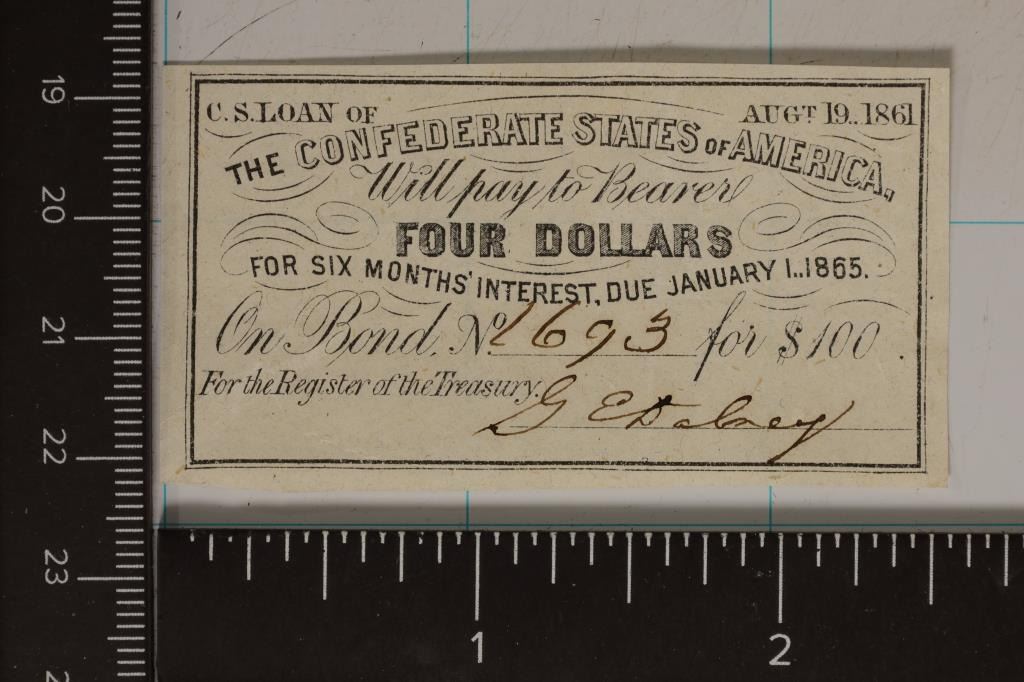 C. S. LOAN OF AUGT 19..1861
THE CONFEDERATE STATES OF AMERICA.,
Will pay to Bearer
FOUR DOLLARS
FOR SIX MONTHS' INTEREST, DUE JANUARY 1..1865.
On Bond. No. 1693 for $100.
For the Register of the Treasury.
G E Dabney
19
20
21
22
23
1 2